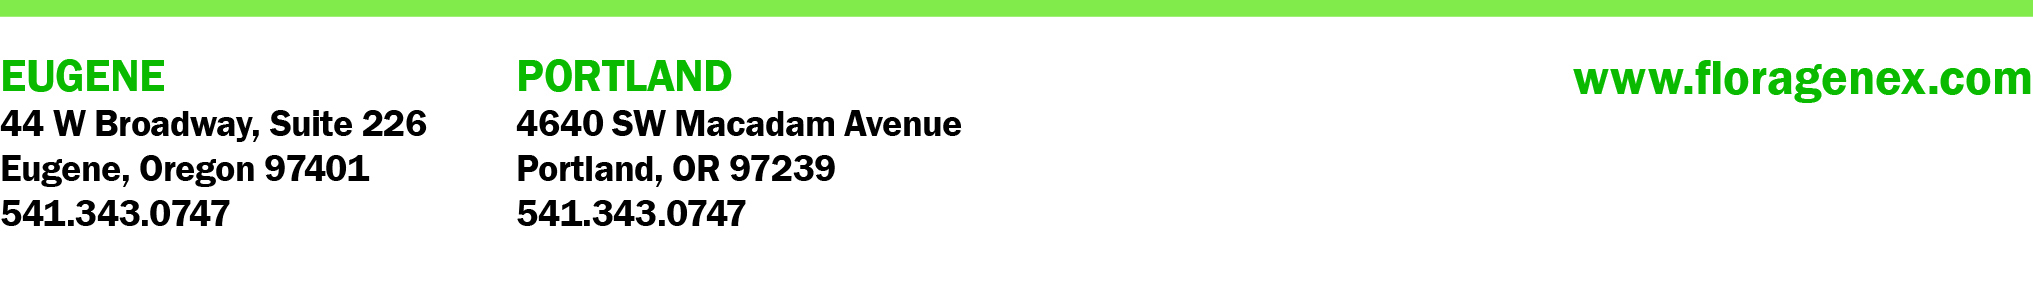 EUGENE
44 W Broadway, Suite 226
Eugene, Oregon 97401
541.343.0747
PORTLAND
4640 SW Macadam Avenue
Portland, OR 97239
541.343.0747
www.floragenex.com